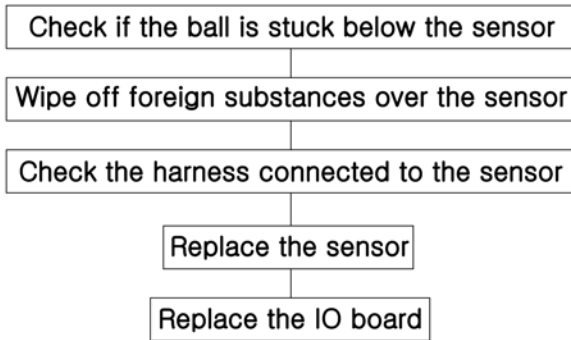 Check if the ball is stuck below the sensor
Wipe off foreign substances over the sensor
Check the harness connected to the sensor
Replace the sensor
Replace the IO board